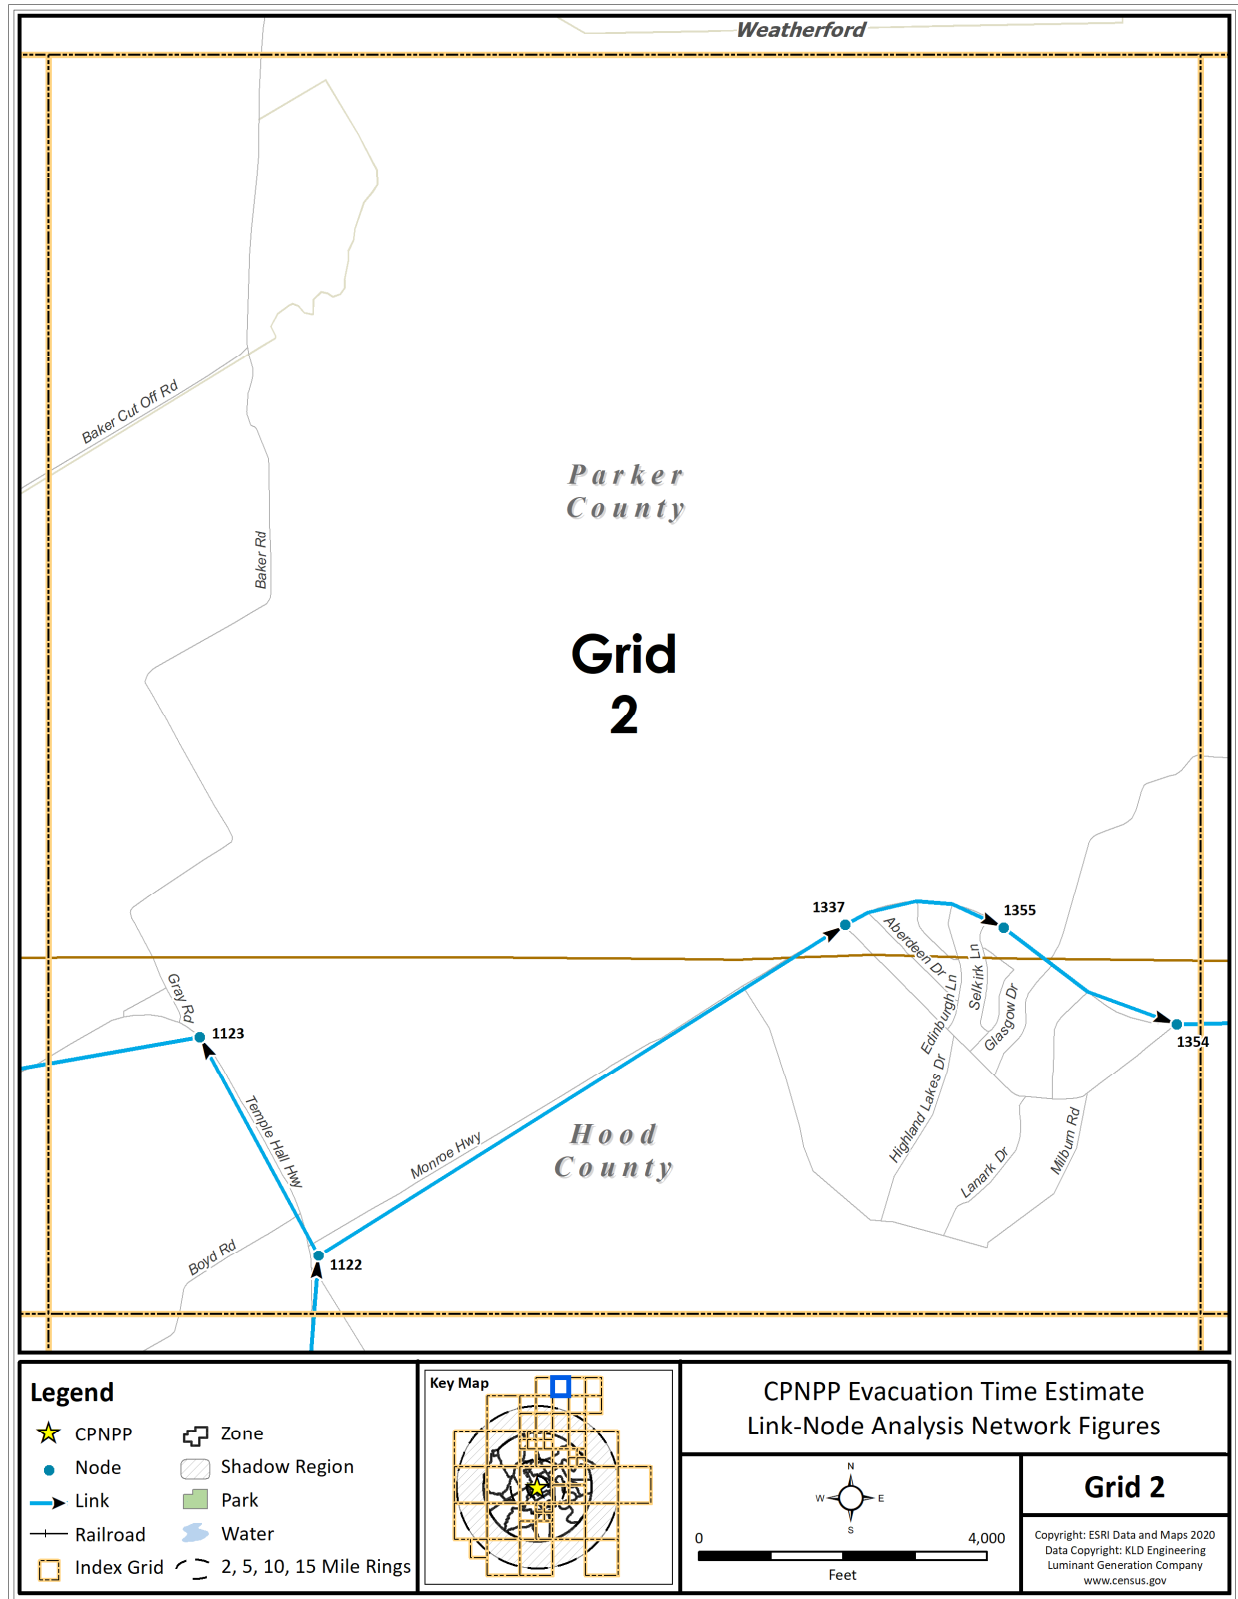 Weatherford
Baker Cut Off Rd
Parker
County
Baker Rd
Grid
2
1337
1355
Aberdeen Dr
Selkirk Ln
Gray Rd
Edinburgh Ln
Glasgow Dr
1123
1354
Highland Lakes Dr
Temple Hall Hwy
Monroe Hwy
Hood
County
Milburn Rd
Lanark Dr
Boyd Rd
1122
Legend
CPNPP
Zone
Node
Shadow Region
Link
Park
Railroad
Water
Index Grid
2, 5, 10, 15 Mile Rings
Key Map
CPNPP Evacuation Time Estimate
Link-Node Analysis Network Figures
N
W E
S
0 4,000
Feet
Grid 2
Copyright: ESRI Data and Maps 2020
Data Copyright: KLD Engineering
Luminant Generation Company
www.census.gov